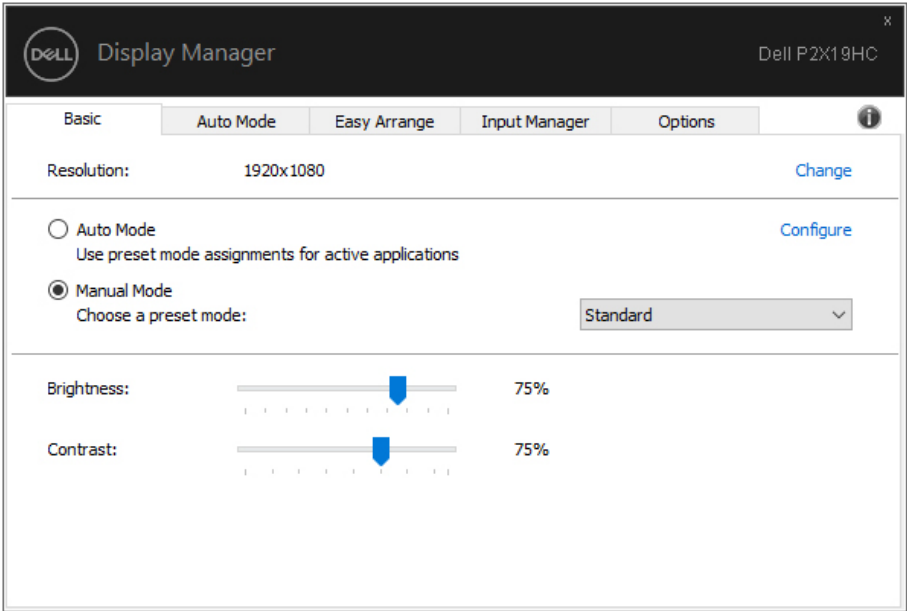 x
DELL Display Manager
Dell P2X19HC
Basic Auto Mode Easy Arrange Input Manager Options i
Resolution: 1920x1080 Change
Auto Mode Configure
Use preset mode assignments for active applications
Manual Mode
Choose a preset mode: Standard
Brightness: 75%
Contrast: 75%